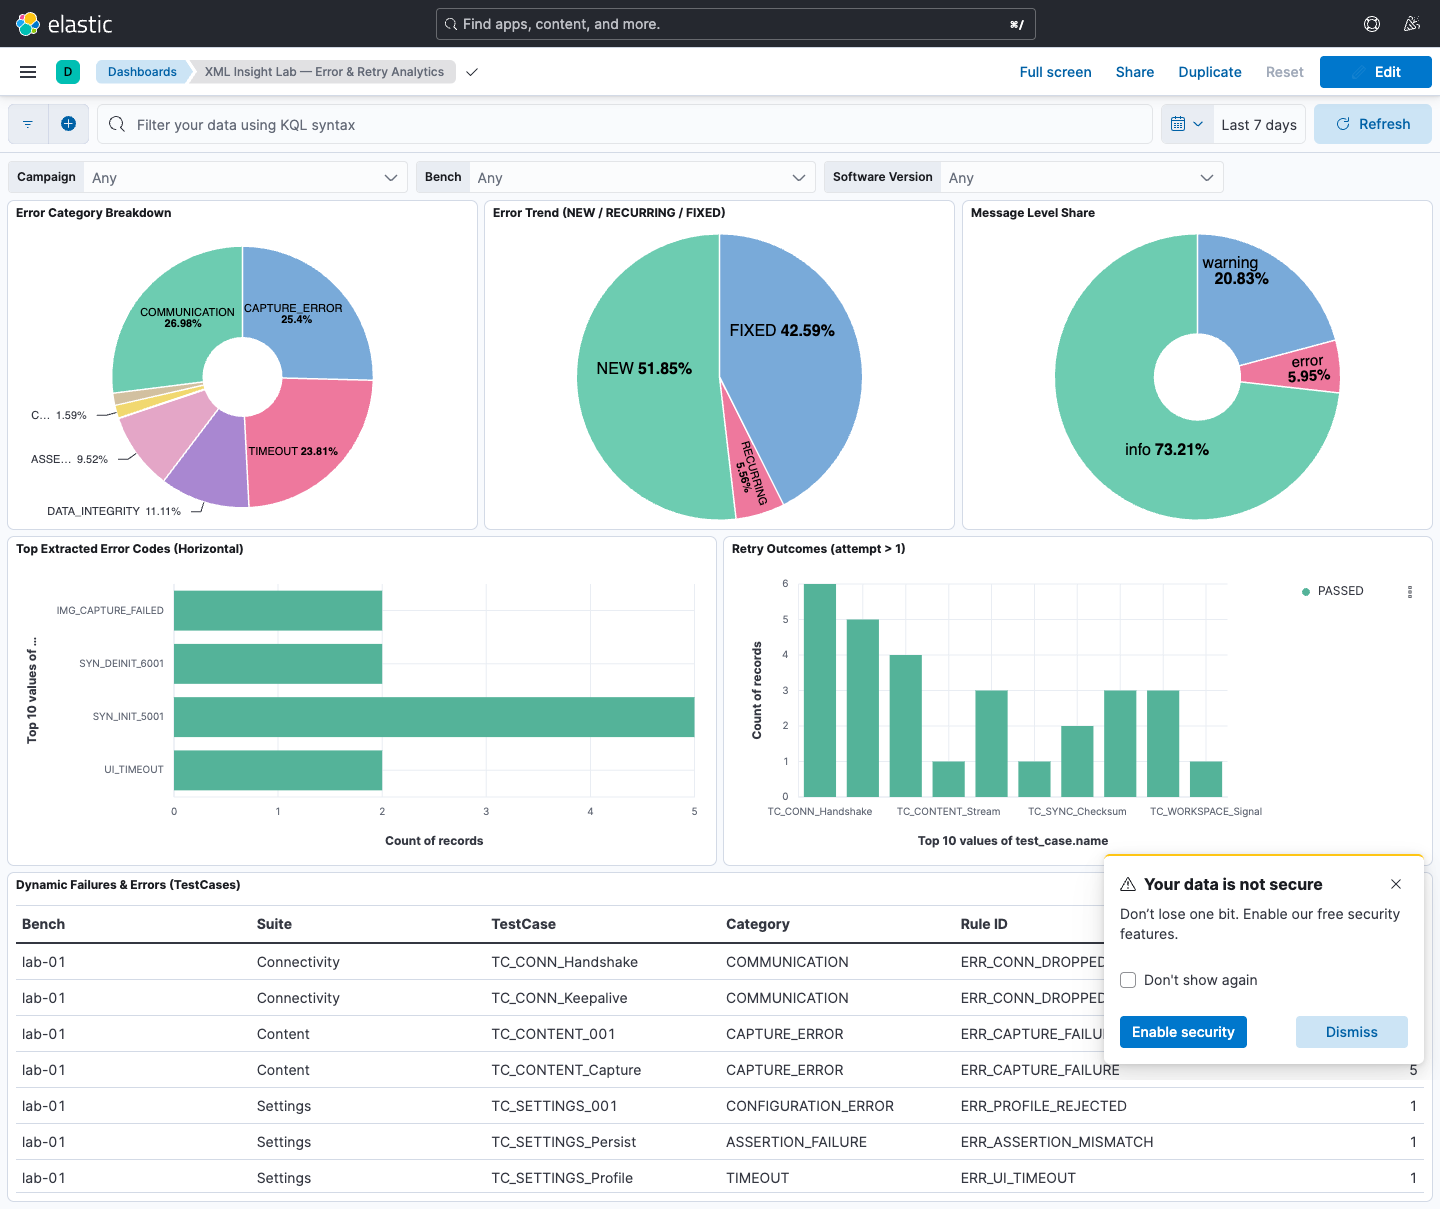 elastic
Find apps, content, and more.
⌘/
D
Dashboards
XML Insight Lab — Error & Retry Analytics
Full screen
Share
Duplicate
Reset
Edit
Filter your data using KQL syntax
Last 7 days
Refresh
Campaign
Any
Bench
Any
Software Version
Any
Error Category Breakdown
COMMUNICATION
26.98%
CAPTURE_ERROR
25.4%
TIMEOUT 23.81%
C... 1.59%
ASSE... 9.52%
DATA_INTEGRITY 11.11%
Error Trend (NEW / RECURRING / FIXED)
FIXED 42.59%
NEW 51.85%
RECURRING
5.56%
Message Level Share
warning
20.83%
error
5.95%
info 73.21%
Top Extracted Error Codes (Horizontal)
Top 10 values of ...
IMG_CAPTURE_FAILED
SYN_DEINIT_6001
SYN_INIT_5001
UI_TIMEOUT
0 1 2 3 4 5
Count of records
Retry Outcomes (attempt > 1)
Count of records
6
5
4
3
2
1
0
TC_CONN_Handshake TC_CONTENT_Stream TC_SYNC_Checksum TC_WORKSPACE_Signal
Top 10 values of test_case.name
PASSED
Dynamic Failures & Errors (TestCases)
Bench Suite TestCase Category Rule ID
lab-01 Connectivity TC_CONN_Handshake COMMUNICATION ERR_CONN_DROPPED
lab-01 Connectivity TC_CONN_Keepalive COMMUNICATION ERR_CONN_DROPPED
lab-01 Content TC_CONTENT_001 CAPTURE_ERROR ERR_CAPTURE_FAILU
lab-01 Content TC_CONTENT_Capture CAPTURE_ERROR ERR_CAPTURE_FAILURE 5
lab-01 Settings TC_SETTINGS_001 CONFIGURATION_ERROR ERR_PROFILE_REJECTED 1
lab-01 Settings TC_SETTINGS_Persist ASSERTION_FAILURE ERR_ASSERTION_MISMATCH 1
lab-01 Settings TC_SETTINGS_Profile TIMEOUT ERR_UI_TIMEOUT 1
Your data is not secure
Don’t lose one bit. Enable our free security
features.
Don't show again
Enable security
Dismiss